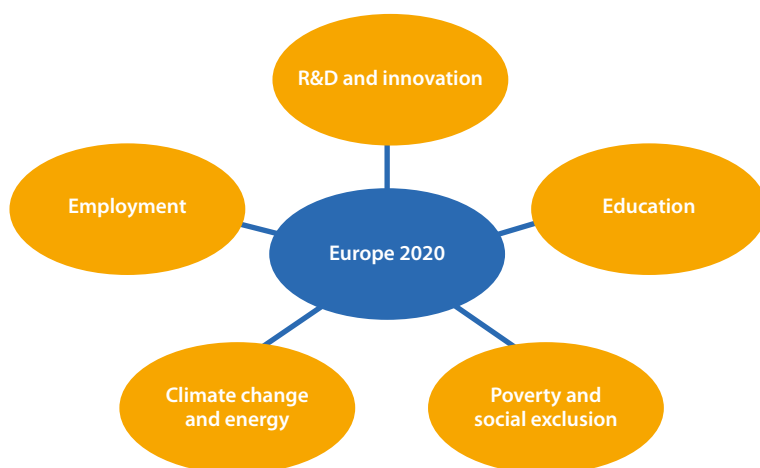 R&D and innovation
Employment
Education
Europe 2020
Climate change
and energy
Poverty and
social exclusion